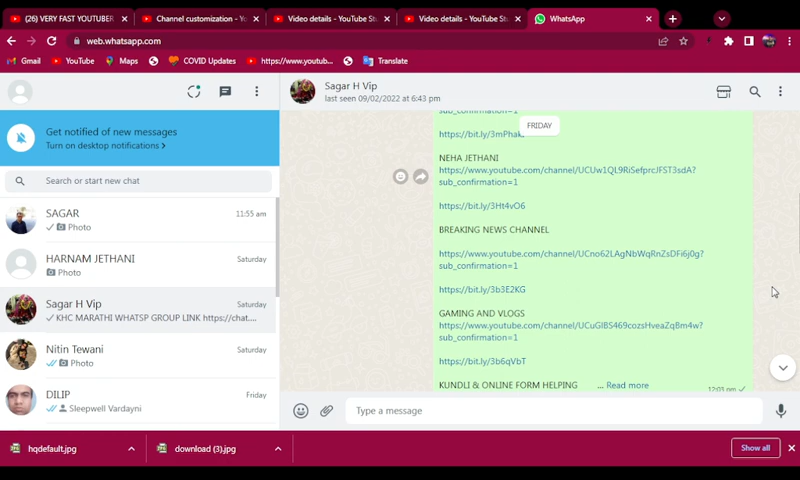 (26) VERY FAST YOUTUBER
Channel customization - Yo
Video details - YouTube Stu
Video details - YouTube Stu
WhatsApp
web.whatsapp.com
Gmail
YouTube
Maps
COVID Updates
https://www.youtub...
Translate
Get notified of new messages
Turn on desktop notifications >
Search or start new chat
SAGAR
11:55 am
Photo
HARNAM JETHANI
Saturday
Photo
Sagar H Vip
Saturday
KHC MARATHI WHATSP GROUP LINK https://chat....
Nitin Tewani
Saturday
Photo
DILIP
Friday
Sleepwell Vardayni
Sagar H Vip
last seen 09/02/2022 at 6:43 pm
sub_confirmation=1
FRIDAY
https://bit.ly/3mPhak
NEHA JETHANI
https://www.youtube.com/channel/UCUw1QL9RiSefprcJFST3sdA?
sub_confirmation=1
https://bit.ly/3Ht4vO6
BREAKING NEWS CHANNEL
https://www.youtube.com/channel/UCno62LAgNbWqRnZsDFi6j0g?
sub_confirmation=1
https://bit.ly/3b3E2KG
GAMING AND VLOGS
https://www.youtube.com/channel/UCuGlBS469cozsHveaZqBm4w?
sub_confirmation=1
https://bit.ly/3b6qVbT
KUNDLI & ONLINE FORM HELPING ... Read more
12:03 pm
Type a message
hqdefault.jpg
download (3).jpg
Show all